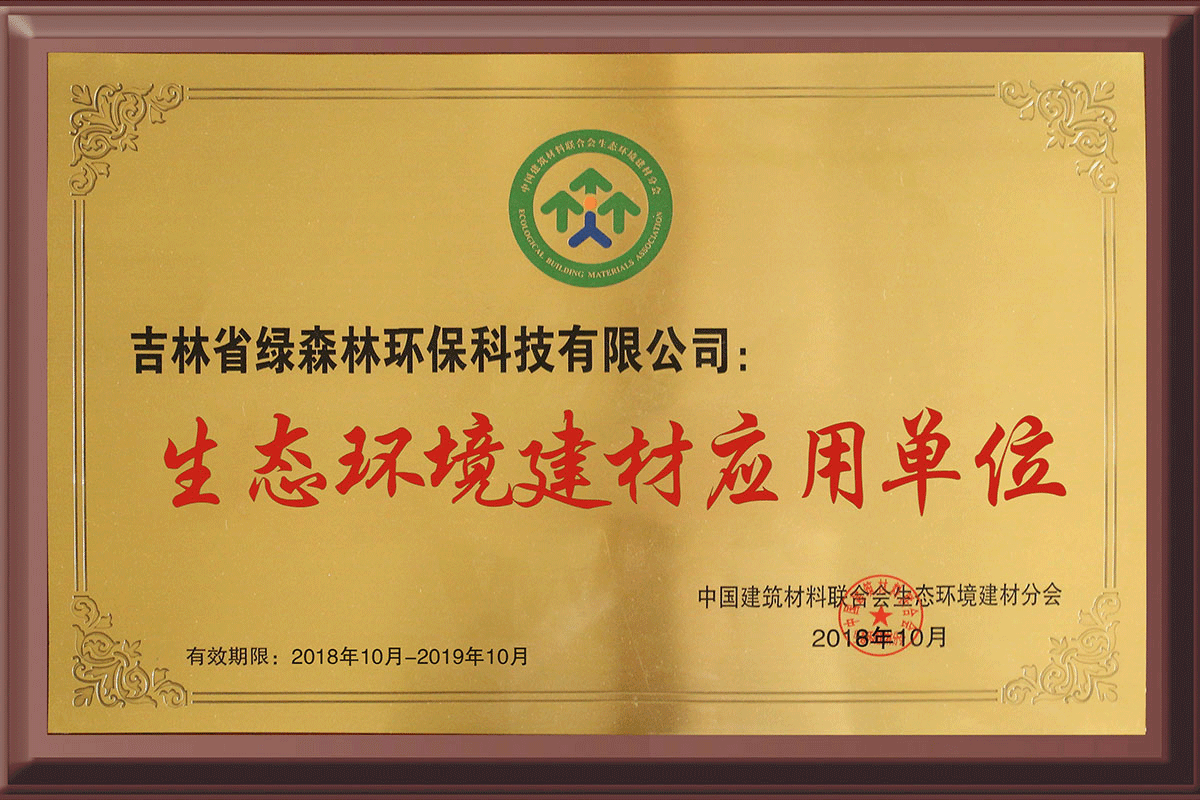 中国建筑材料联合会生态环境建材分会
ECOLOGICAL BUILDING MATERIALS ASSOCIATION
吉林省绿森林环保科技有限公司：
生态环境建材应用单位
中国建筑材料联合会生态环境建材分会
2018年10月
有效期限：2018年10月-2019年10月